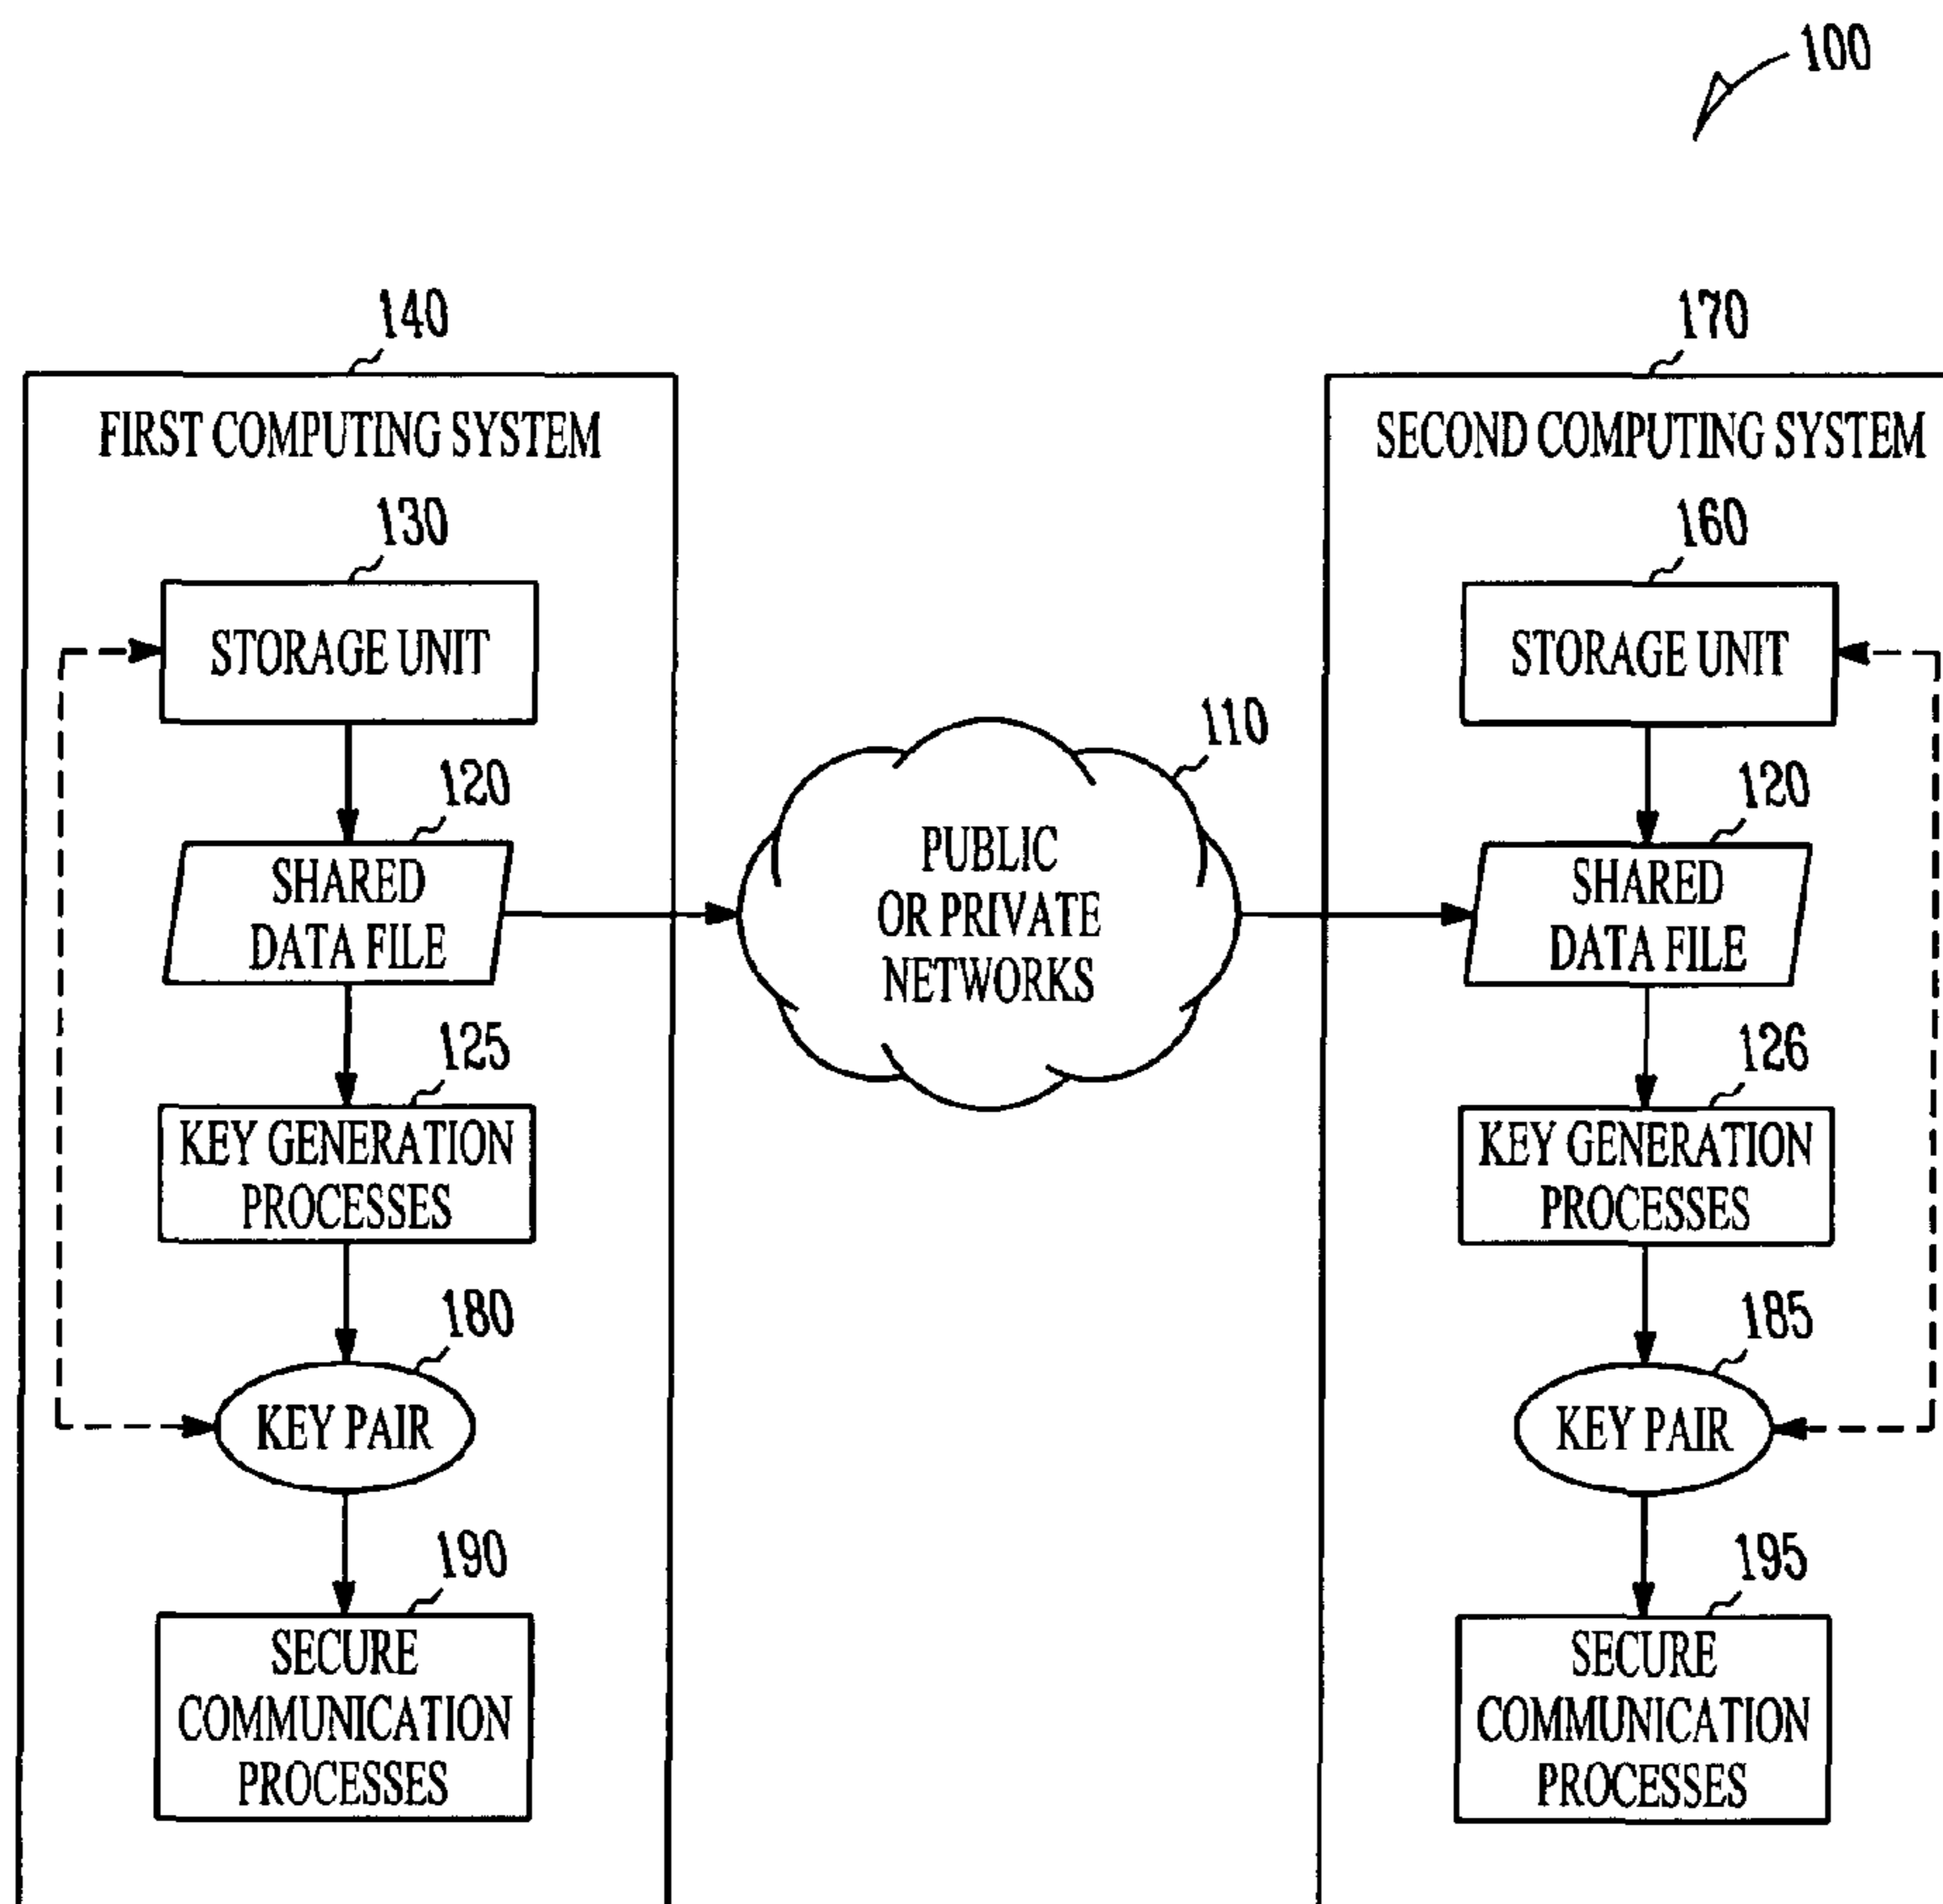 100
140
FIRST COMPUTING SYSTEM
130
STORAGE UNIT
120
SHARED
DATA FILE
125
KEY GENERATION
PROCESSES
180
KEY PAIR
190
SECURE
COMMUNICATION
PROCESSES
110
PUBLIC
OR PRIVATE
NETWORKS
170
SECOND COMPUTING SYSTEM
160
STORAGE UNIT
120
SHARED
DATA FILE
126
KEY GENERATION
PROCESSES
185
KEY PAIR
195
SECURE
COMMUNICATION
PROCESSES